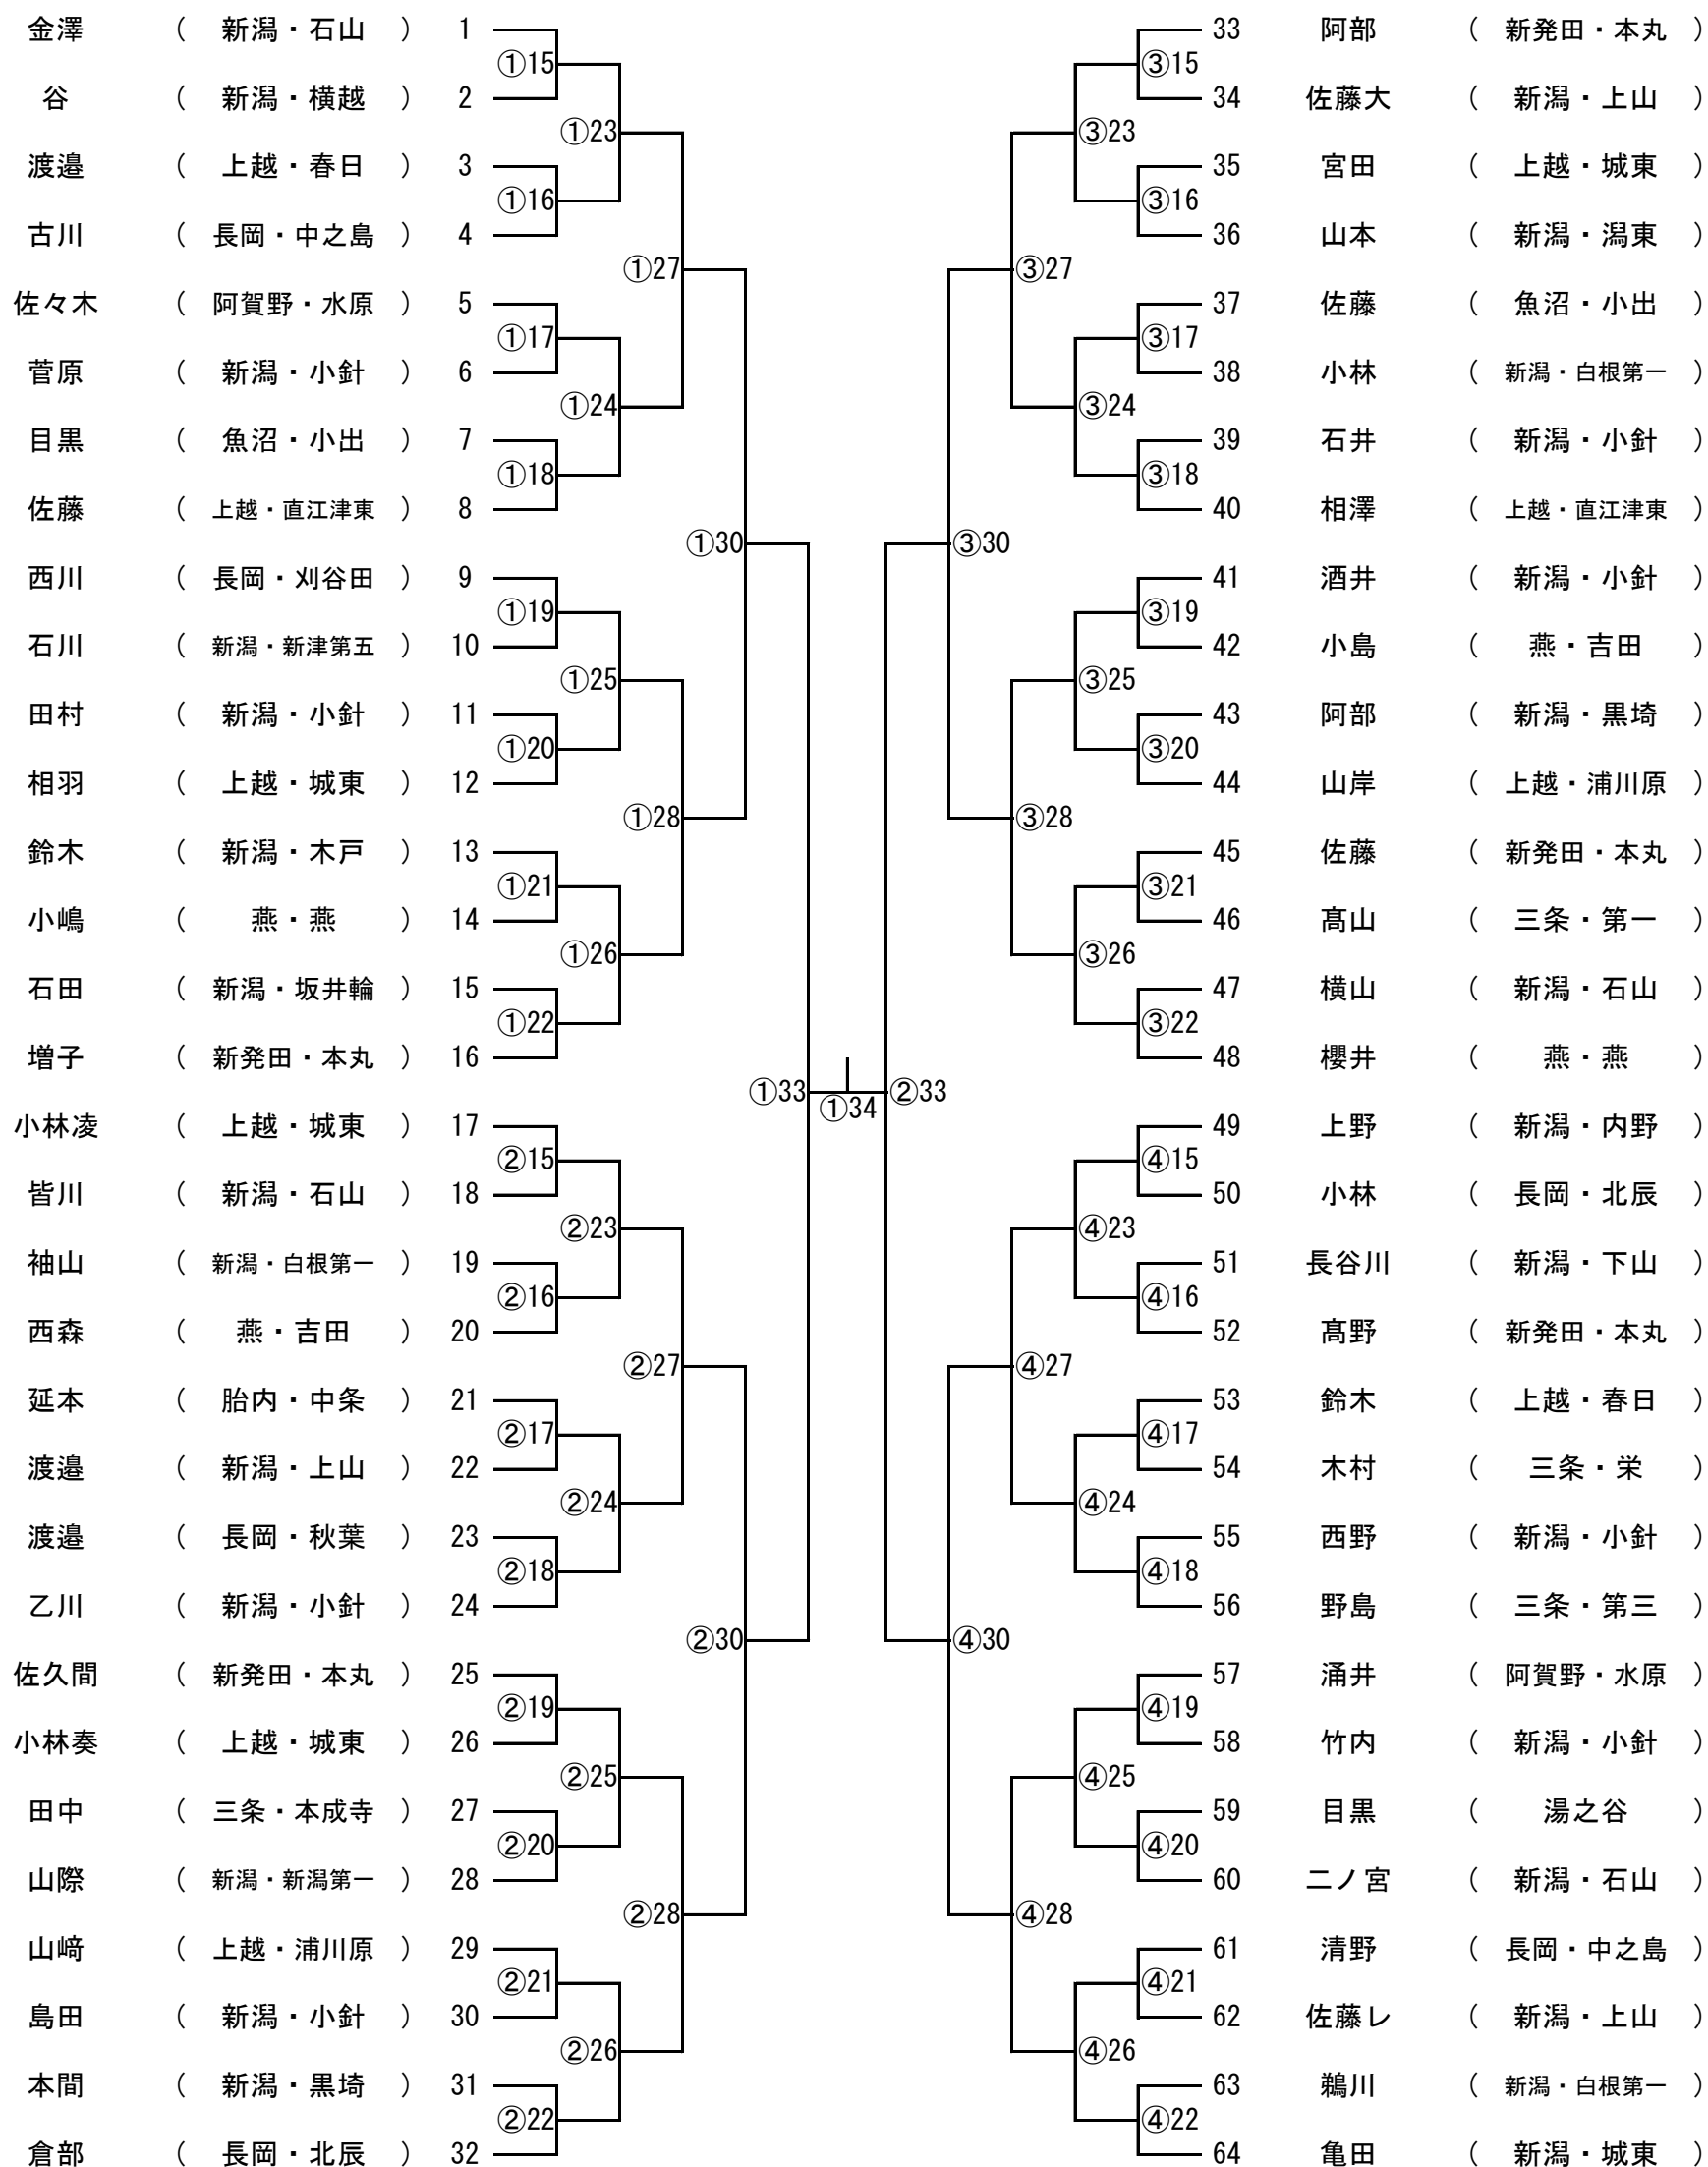 金澤 ( 新潟・石山 ) 1
①15
谷 ( 新潟・横越 ) 2
①23
渡邉 ( 上越・春日 ) 3
①16
古川 ( 長岡・中之島 ) 4
①27
佐々木 ( 阿賀野・水原 ) 5
①17
菅原 ( 新潟・小針 ) 6
①24
目黒 ( 魚沼・小出 ) 7
①18
佐藤 ( 上越・直江津東 ) 8
①30
西川 ( 長岡・刈谷田 ) 9
①19
石川 ( 新潟・新津第五 ) 10
①25
田村 ( 新潟・小針 ) 11
①20
相羽 ( 上越・城東 ) 12
①28
鈴木 ( 新潟・木戸 ) 13
①21
小嶋 ( 燕・燕 ) 14
①26
石田 ( 新潟・坂井輪 ) 15
①22
増子 ( 新発田・本丸 ) 16
①33
小林凌 ( 上越・城東 ) 17
②15
皆川 ( 新潟・石山 ) 18
②23
袖山 ( 新潟・白根第一 ) 19
②16
西森 ( 燕・吉田 ) 20
②27
延本 ( 胎内・中条 ) 21
②17
渡邉 ( 新潟・上山 ) 22
②24
渡邉 ( 長岡・秋葉 ) 23
②18
乙川 ( 新潟・小針 ) 24
②30
佐久間 ( 新発田・本丸 ) 25
②19
小林奏 ( 上越・城東 ) 26
②25
田中 ( 三条・本成寺 ) 27
②20
山際 ( 新潟・新潟第一 ) 28
②28
山﨑 ( 上越・浦川原 ) 29
②21
島田 ( 新潟・小針 ) 30
②26
本間 ( 新潟・黒埼 ) 31
②22
倉部 ( 長岡・北辰 ) 32
①34
33 阿部 ( 新発田・本丸 )
③15
34 佐藤大 ( 新潟・上山 )
③23
35 宮田 ( 上越・城東 )
③16
36 山本 ( 新潟・潟東 )
③27
37 佐藤 ( 魚沼・小出 )
③17
38 小林 ( 新潟・白根第一 )
③24
39 石井 ( 新潟・小針 )
③18
40 相澤 ( 上越・直江津東 )
③30
41 酒井 ( 新潟・小針 )
③19
42 小島 ( 燕・吉田 )
③25
43 阿部 ( 新潟・黒埼 )
③20
44 山岸 ( 上越・浦川原 )
③28
45 佐藤 ( 新発田・本丸 )
③21
46 髙山 ( 三条・第一 )
③26
47 横山 ( 新潟・石山 )
③22
48 櫻井 ( 燕・燕 )
②33
49 上野 ( 新潟・内野 )
④15
50 小林 ( 長岡・北辰 )
④23
51 長谷川 ( 新潟・下山 )
④16
52 髙野 ( 新発田・本丸 )
④27
53 鈴木 ( 上越・春日 )
④17
54 木村 ( 三条・栄 )
④24
55 西野 ( 新潟・小針 )
④18
56 野島 ( 三条・第三 )
④30
57 涌井 ( 阿賀野・水原 )
④19
58 竹内 ( 新潟・小針 )
④25
59 目黒 ( 湯之谷 )
④20
60 二ノ宮 ( 新潟・石山 )
④28
61 清野 ( 長岡・中之島 )
④21
62 佐藤レ ( 新潟・上山 )
④26
63 鵜川 ( 新潟・白根第一 )
④22
64 亀田 ( 新潟・城東 )